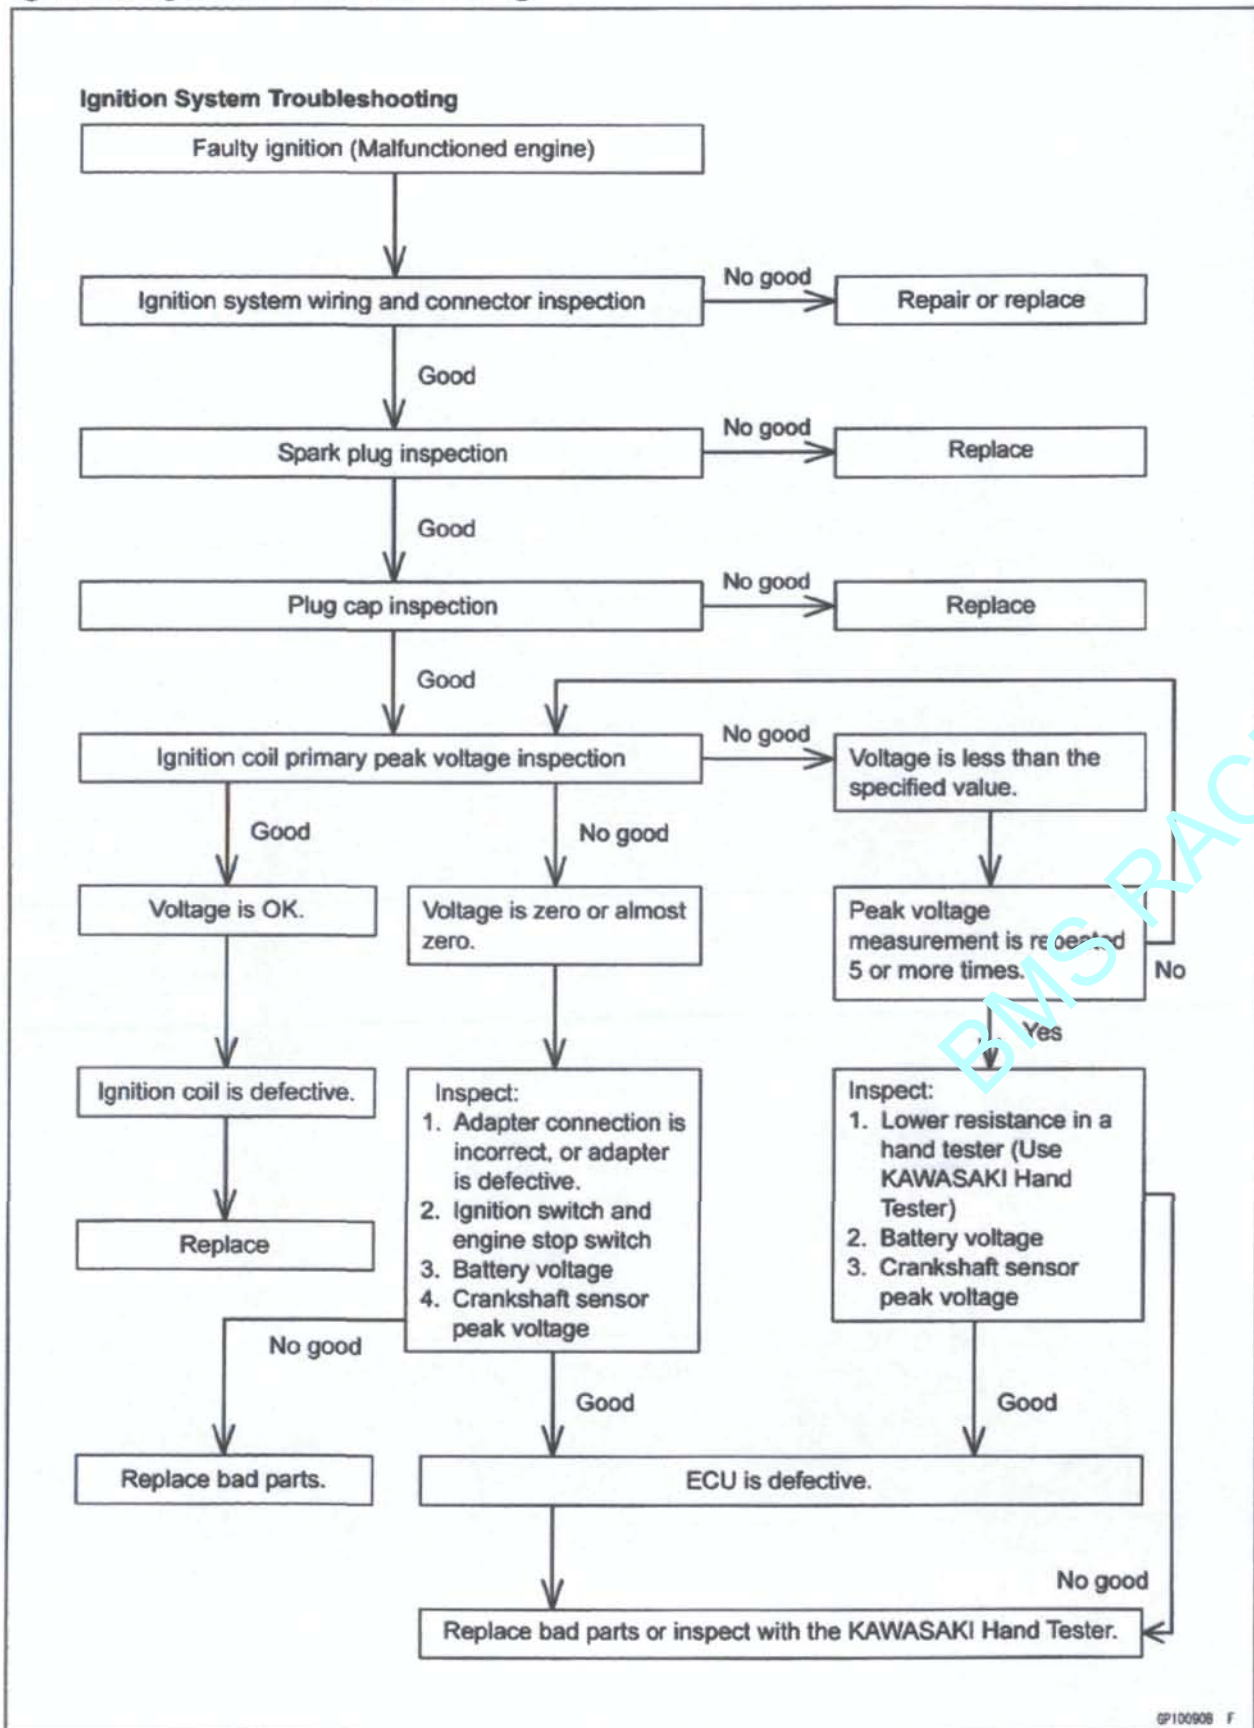 Ignition System Troubleshooting
Faulty ignition (Malfunctioned engine)
Ignition system wiring and connector inspection
No good
Repair or replace
Good
Spark plug inspection
No good
Replace
Good
Plug cap inspection
No good
Replace
Good
Ignition coil primary peak voltage inspection
No good
Voltage is less than the
specified value.
Good
No good
Voltage is OK.
Voltage is zero or almost
zero.
Peak voltage
measurement is repeated
5 or more times.
No
Yes
Ignition coil is defective.
Replace
Inspect:
1. Adapter connection is
incorrect, or adapter
is defective.
2. Ignition switch and
engine stop switch
3. Battery voltage
4. Crankshaft sensor
peak voltage
Inspect:
1. Lower resistance in a
hand tester (Use
KAWASAKI Hand
Tester)
2. Battery voltage
3. Crankshaft sensor
peak voltage
No good
Good
Good
Replace bad parts.
ECU is defective.
No good
Replace bad parts or inspect with the KAWASAKI Hand Tester.
GP100908 F
BMS RAC